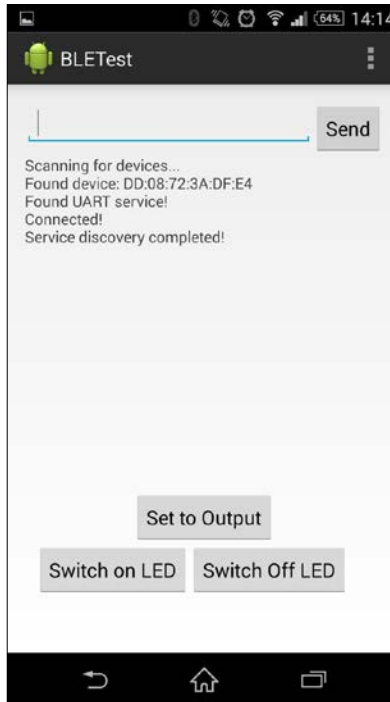 64% 14:14
BLETest
Send
Scanning for devices...
Found device: DD:08:72:3A:DF:E4
Found UART service!
Connected!
Service discovery completed!
Set to Output
Switch on LED Switch Off LED